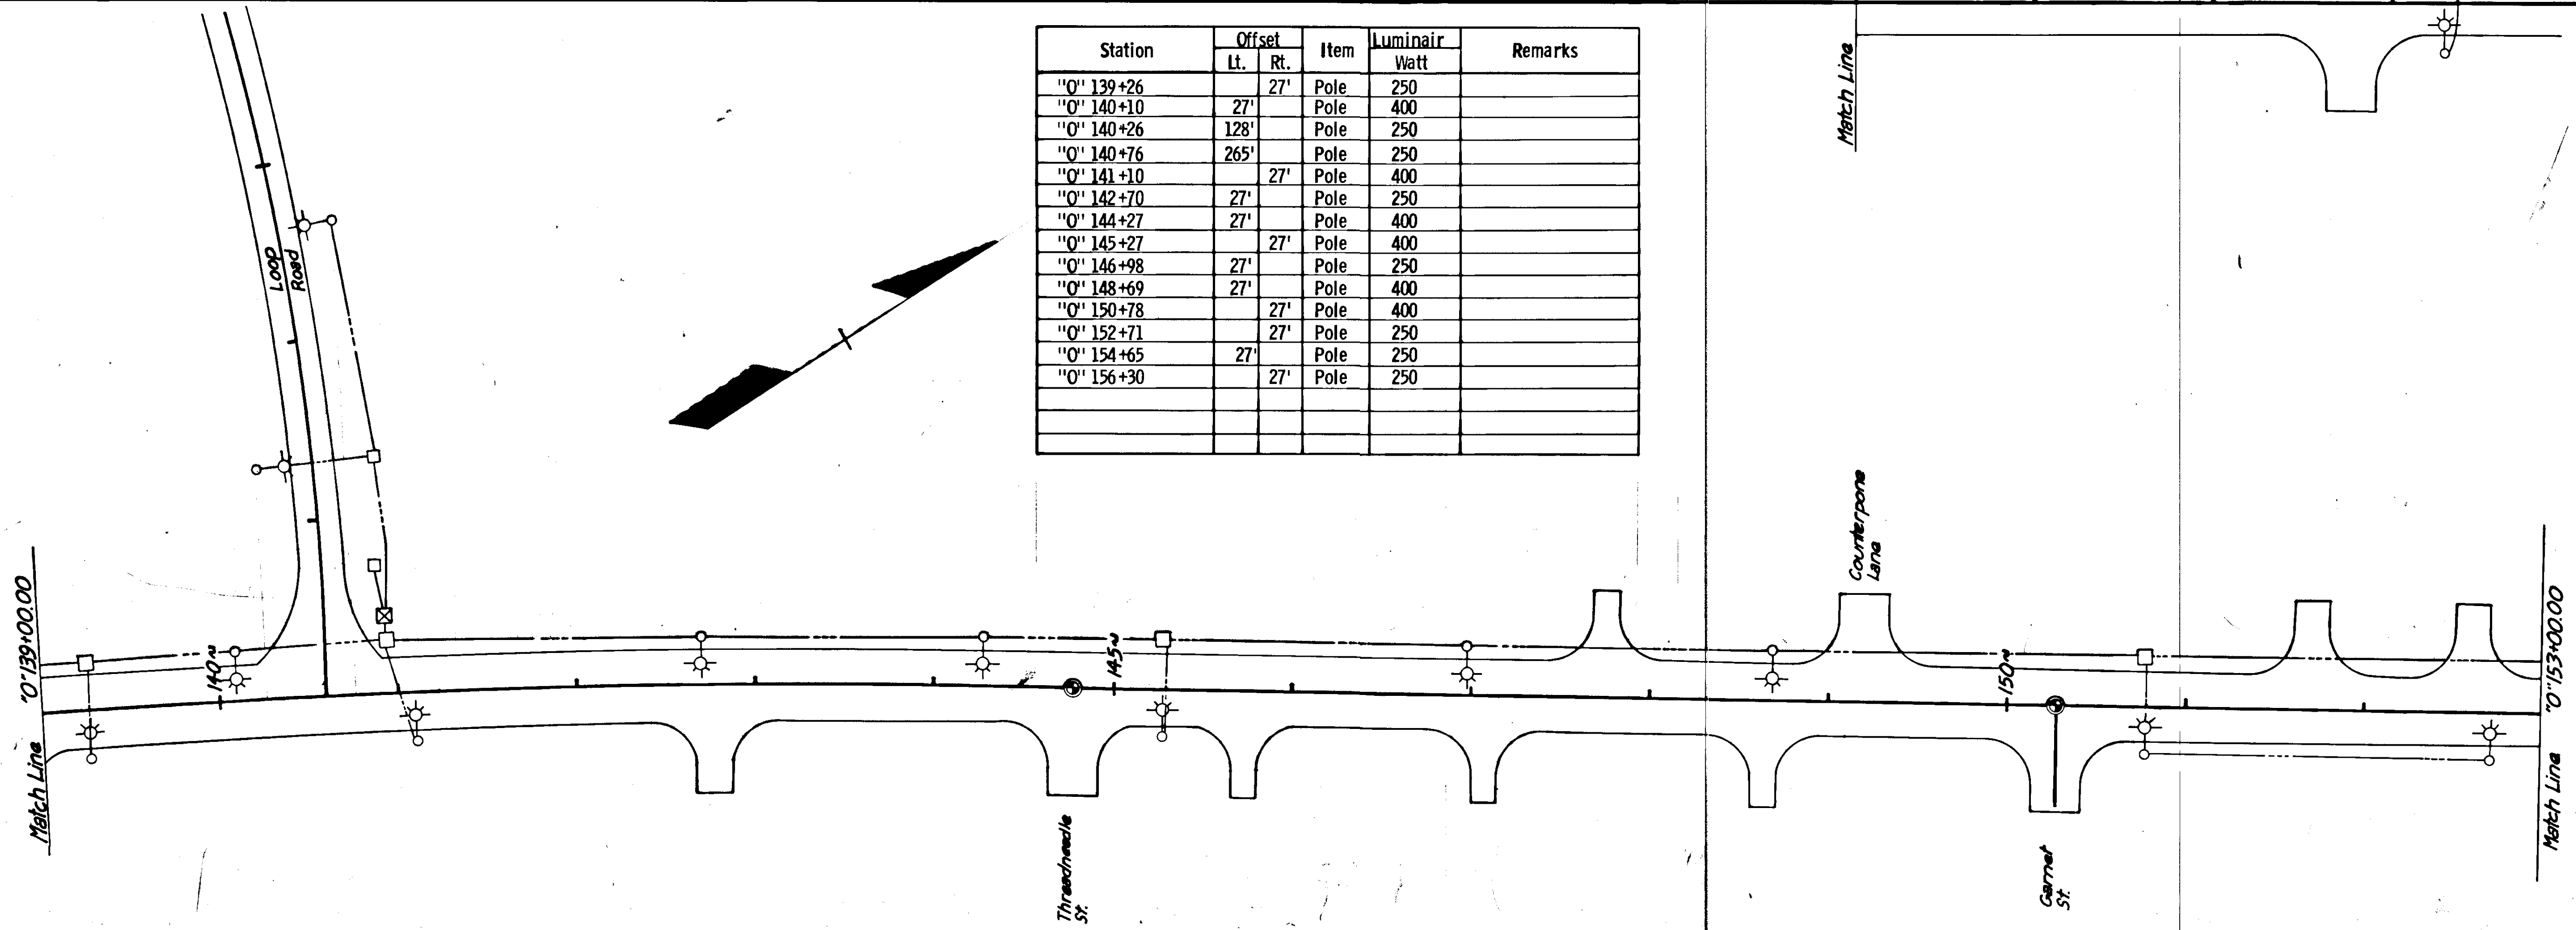 Station Offset Item Luminair Remarks
Lt. Rt. Watt
"O" 139+26 27' Pole 250
"O" 140+10 27' Pole 400
"O" 140+26 128' Pole 250
"O" 140+76 265' Pole 250
"O" 141+10 27' Pole 400
"O" 142+70 27' Pole 250
"O" 144+27 27' Pole 400
"O" 145+27 27' Pole 400
"O" 146+98 27' Pole 250
"O" 148+69 27' Pole 400
"O" 150+78 27' Pole 400
"O" 152+71 27' Pole 250
"O" 154+65 27' Pole 250
"O" 156+30 27' Pole 250
Match Line
Loop
Road
Counterpone
Lane
Match Line "O" 139+00.00
140
145
150
Match Line "O" 153+00.00
Threadneedle
St.
Garnet
St.